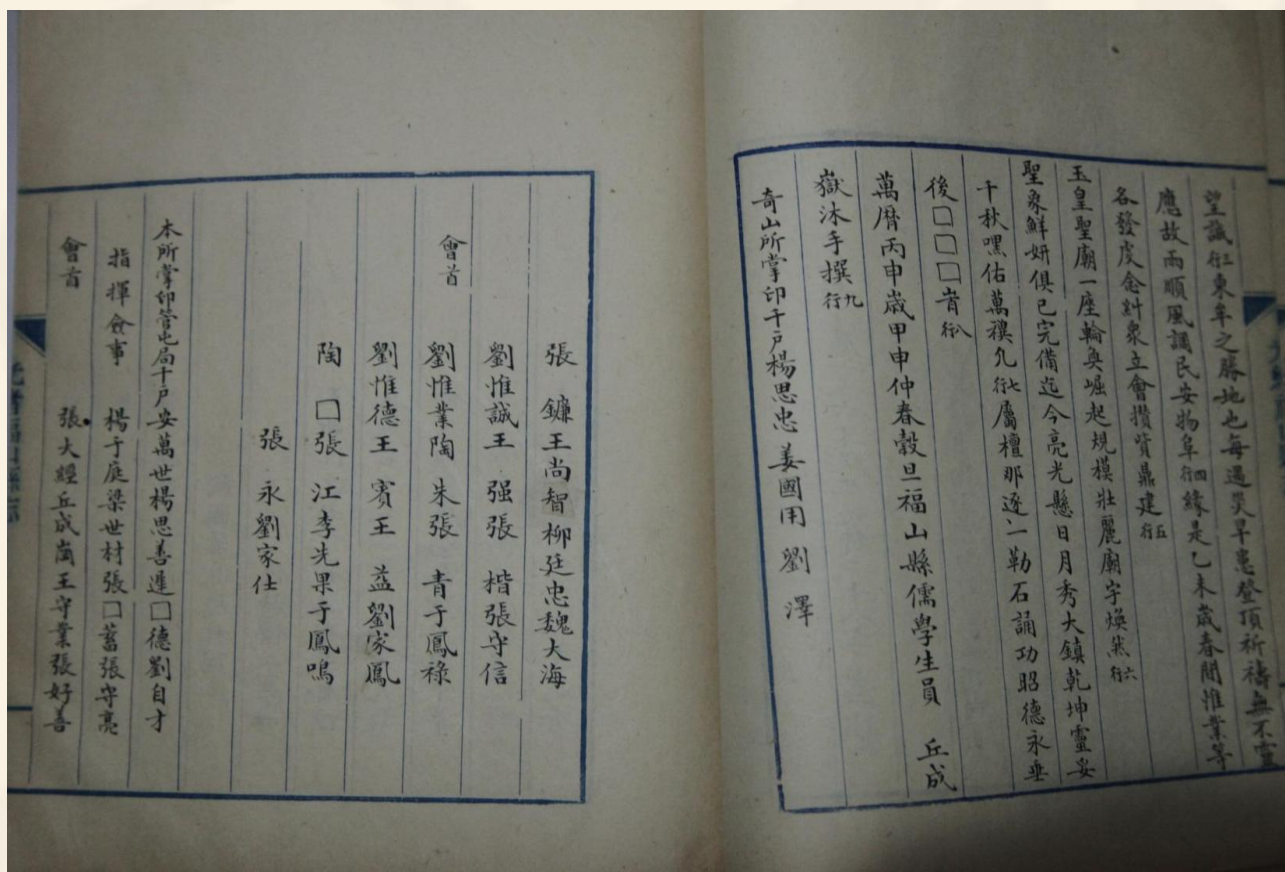 望誠行三東牟之勝地也每遇災旱患登頂祈禱無不靈
應故雨順風調民安物阜行四緣是乙未歲春間惟業等
各發虔念糾衆立會攢貲鼎建行五
玉皇聖廟一座輪奐崛起規模壯麗廟宇煥然行六
聖象鮮妍俱已完備迄今亮光懸日月秀大鎮乾坤靈妥
千秋嘿佑萬禩凡行七屬檀那逐一勒石誦功昭德永垂
後□□□旹行八
萬曆丙申歲甲申仲春穀旦福山縣儒學生員 丘成
嶽沐手撰行九
奇山所掌印千戶楊思忠 姜國用 劉澤
張 鐮王尚智柳廷忠魏大海
劉惟誠王 强張 楷張守信
會首 劉惟業陶 朱張 青于鳳祿
劉惟德王 賓王 益劉家鳳
陶 □張 江李先果于鳳鳴
張 永劉家仕
本所掌印管屯局千戶安萬世楊思善進□德劉自才
指揮僉事 楊于庭梁世材張□蓄張守亮
會首 張大經丘成崗王守業張好善